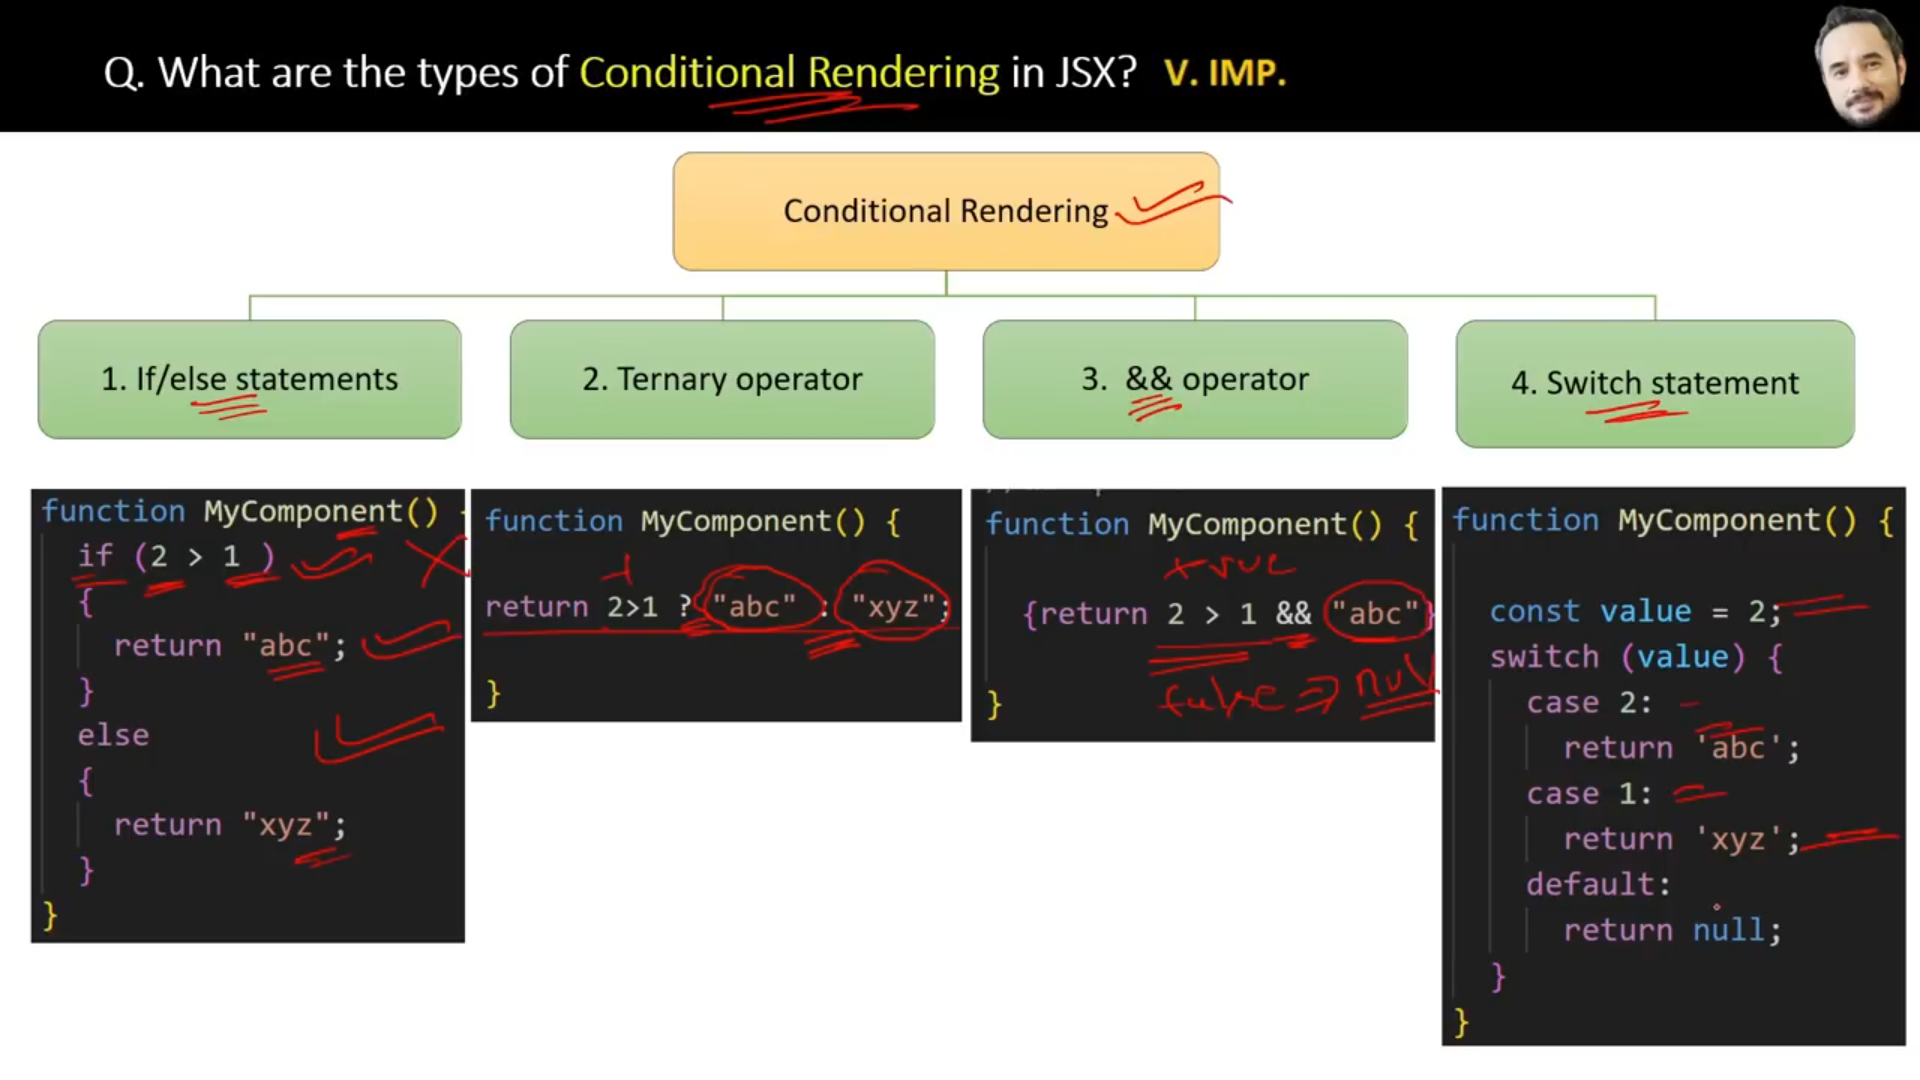 Q. What are the types of Conditional Rendering in JSX? V. IMP.
Conditional Rendering
1. If/else statements
2. Ternary operator
3. && operator
4. Switch statement
function MyComponent() {
if (2 > 1 )
{
return "abc";
}
else
{
return "xyz";
}
}
function MyComponent() {
return 2>1 ? "abc" : "xyz";
}
function MyComponent() {
true
{return 2 > 1 && "abc"}
false => null
}
function MyComponent() {
const value = 2;
switch (value) {
case 2:
return 'abc';
case 1:
return 'xyz';
default:
return null;
}
}